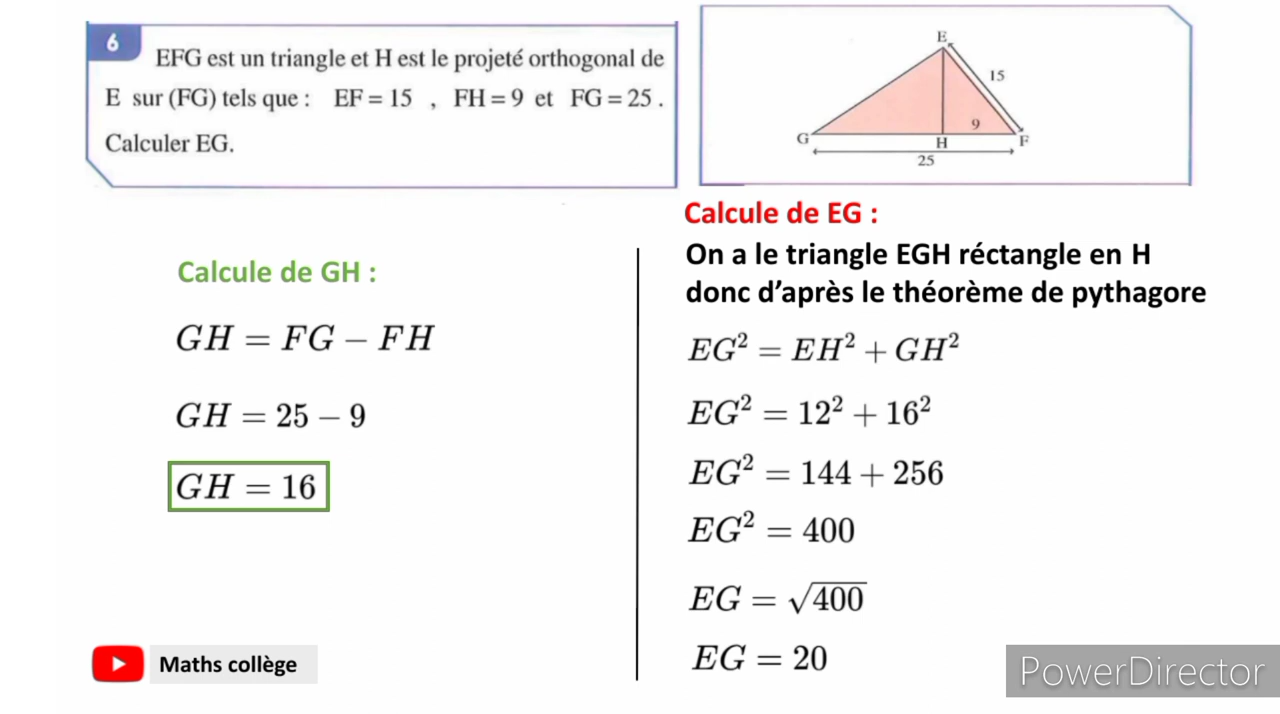 6
EFG est un triangle et H est le projeté orthogonal de
E sur (FG) tels que : EF = 15 , FH = 9 et FG = 25 .
Calculer EG.
E
15
9
G
H
F
25
Calcule de GH :
GH = FG − FH
GH = 25 − 9
GH = 16
Calcule de EG :
On a le triangle EGH réctangle en H
donc d’après le théorème de pythagore
EG² = EH² + GH²
EG² = 12² + 16²
EG² = 144 + 256
EG² = 400
EG = √400
EG = 20
Maths collège
PowerDirector